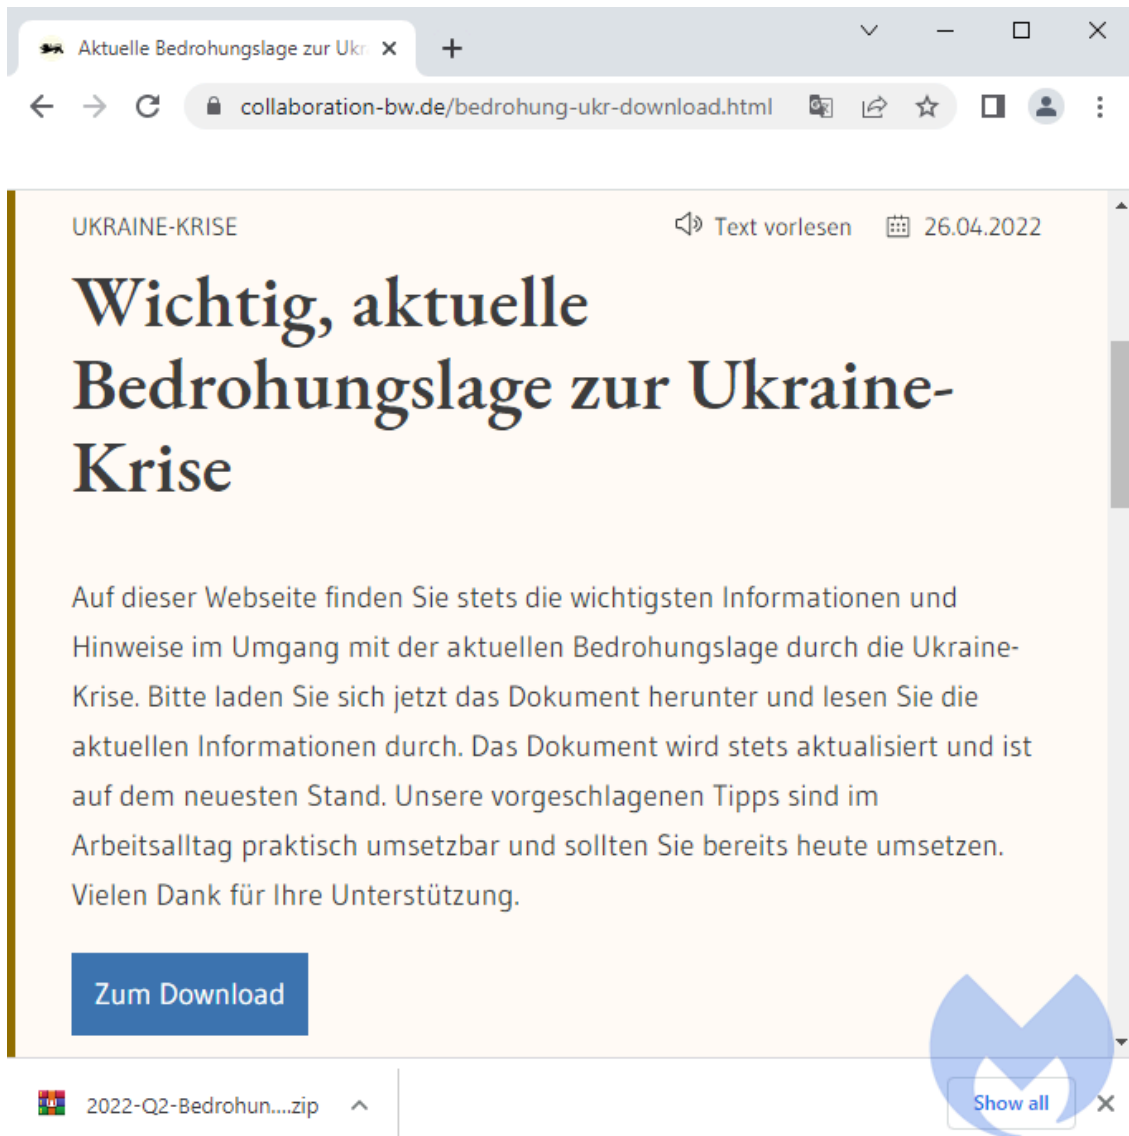 Aktuelle Bedrohungslage zur Ukr
collaboration-bw.de/bedrohung-ukr-download.html
UKRAINE-KRISE
Text vorlesen
26.04.2022
Wichtig, aktuelle
Bedrohungslage zur Ukraine-
Krise
Auf dieser Webseite finden Sie stets die wichtigsten Informationen und
Hinweise im Umgang mit der aktuellen Bedrohungslage durch die Ukraine-
Krise. Bitte laden Sie sich jetzt das Dokument herunter und lesen Sie die
aktuellen Informationen durch. Das Dokument wird stets aktualisiert und ist
auf dem neuesten Stand. Unsere vorgeschlagenen Tipps sind im
Arbeitsalltag praktisch umsetzbar und sollten Sie bereits heute umsetzen.
Vielen Dank für Ihre Unterstützung.
Zum Download
2022-Q2-Bedrohun....zip
Show all